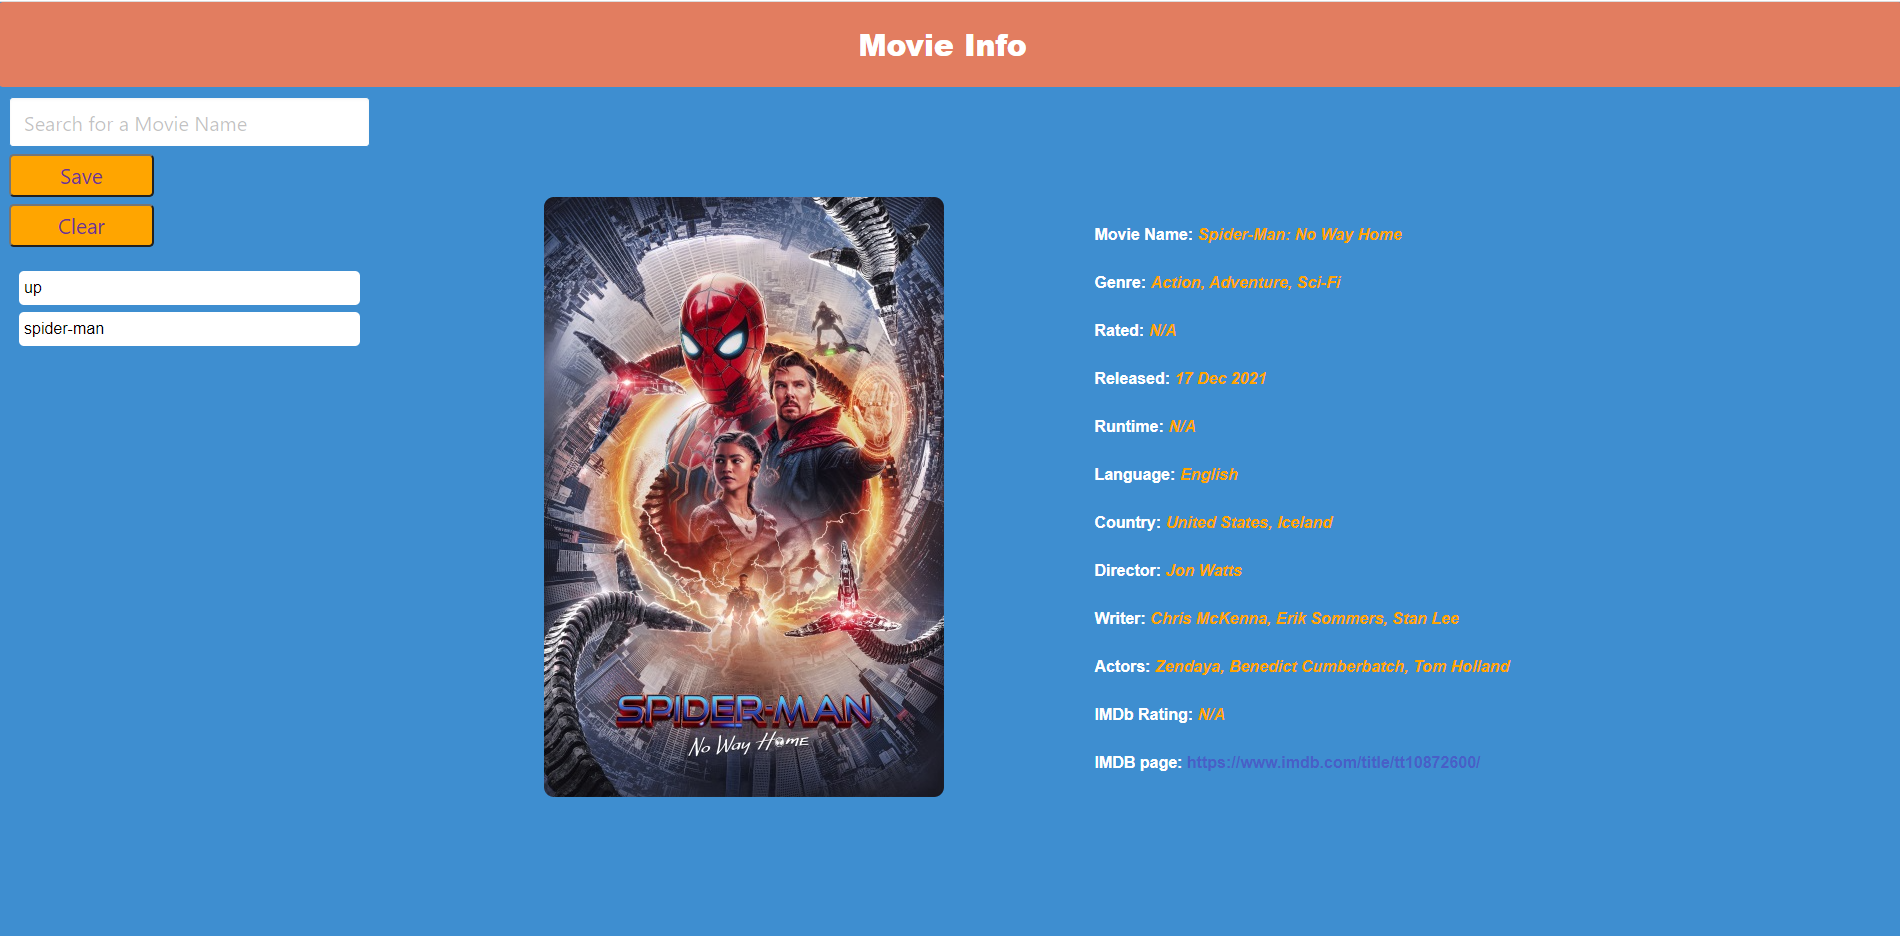 Movie Info
Search for a Movie Name
Save
Clear
up
spider-man
SPIDER-MAN
No Way Home
Movie Name: Spider-Man: No Way Home
Genre: Action, Adventure, Sci-Fi
Rated: N/A
Released: 17 Dec 2021
Runtime: N/A
Language: English
Country: United States, Iceland
Director: Jon Watts
Writer: Chris McKenna, Erik Sommers, Stan Lee
Actors: Zendaya, Benedict Cumberbatch, Tom Holland
IMDb Rating: N/A
IMDB page: https://www.imdb.com/title/tt10872600/